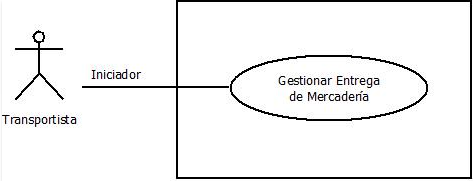 Iniciador
Gestionar Entrega
de Mercadería
Transportista